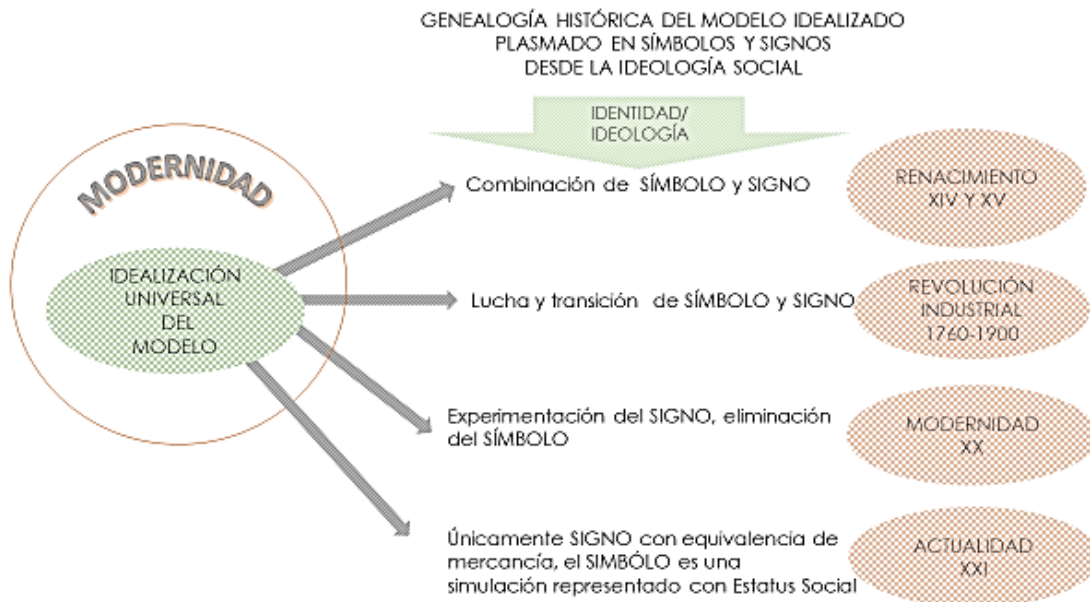 GENEALOGÍA HISTÓRICA DEL MODELO IDEALIZADO
PLASMADO EN SÍMBOLOS Y SIGNOS
DESDE LA IDEOLOGÍA SOCIAL
IDENTIDAD/
IDEOLOGÍA
MODERNIDAD
IDEALIZACIÓN
UNIVERSAL
DEL
MODELO
Combinación de SÍMBOLO y SIGNO
RENACIMIENTO
XIV Y XV
Lucha y transición de SÍMBOLO y SIGNO
REVOLUCIÓN
INDUSTRIAL
1760-1900
Experimentación del SIGNO, eliminación
del SÍMBOLO
MODERNIDAD
XX
Únicamente SIGNO con equivalencia de
mercancía, el SIMBÓLO es una
simulación representado con Estatus Social
ACTUALIDAD
XXI